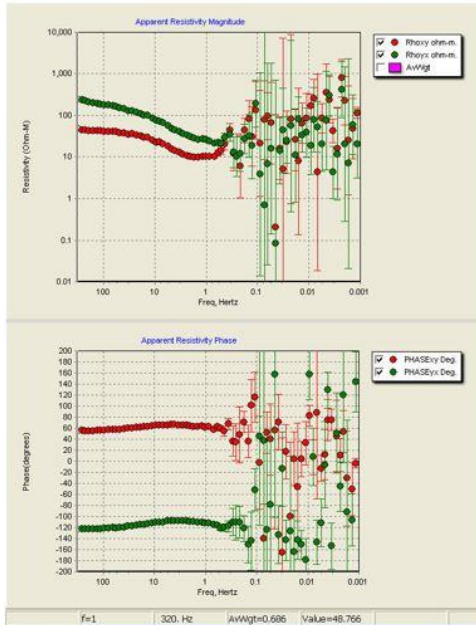 Apparent Resistivity Magnitude
10,000
1,000
100
10
1
0.1
0.01
Resistivity (Ohm-M)
100 10 1 0.1 0.01 0.001
Freq, Hertz
Rhoxy ohm-m.
Rhoyx ohm-m.
AvWgt
Apparent Resistivity Phase
200
180
160
140
120
100
80
60
40
20
0
-20
-40
-60
-80
-100
-120
-140
-160
-180
-200
Phase(degrees)
100 10 1 0.1 0.01 0.001
Freq, Hertz
PHASExy Deg.
PHASEyx Deg.
f=1 320. Hz AvWgt=0.686 Value=48.766